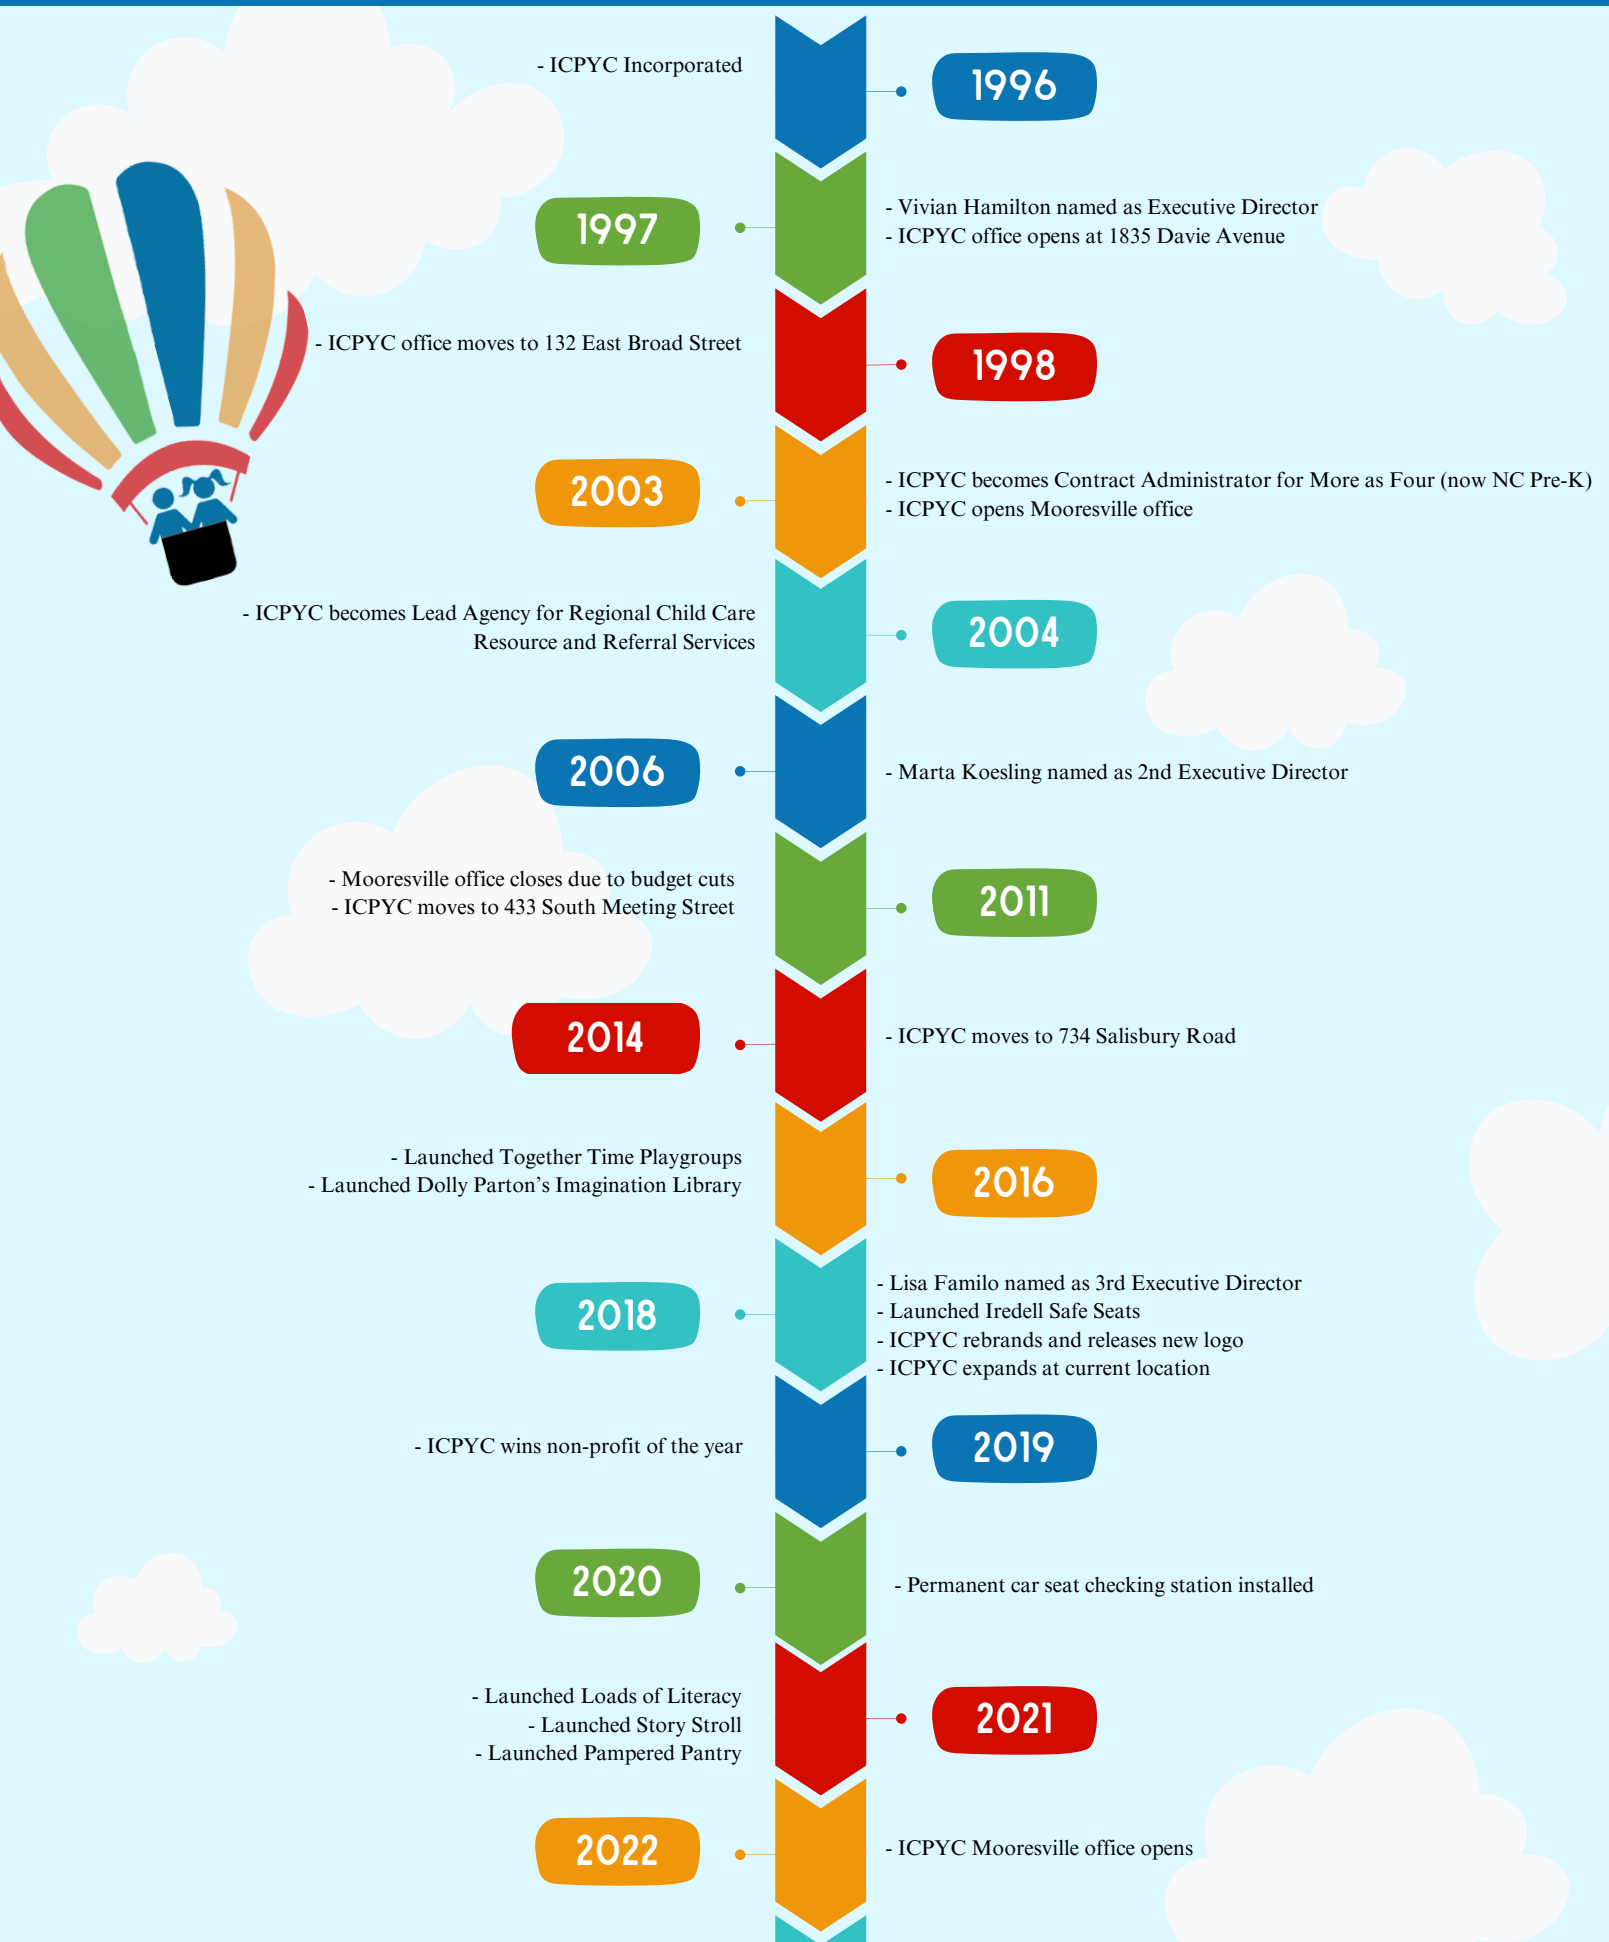 - ICPYC Incorporated
1996
1997
- Vivian Hamilton named as Executive Director
- ICPYC office opens at 1835 Davie Avenue
- ICPYC office moves to 132 East Broad Street
1998
2003
- ICPYC becomes Contract Administrator for More as Four (now NC Pre-K)
- ICPYC opens Mooresville office
- ICPYC becomes Lead Agency for Regional Child Care
Resource and Referral Services
2004
2006
- Marta Koesling named as 2nd Executive Director
- Mooresville office closes due to budget cuts
- ICPYC moves to 433 South Meeting Street
2011
2014
- ICPYC moves to 734 Salisbury Road
- Launched Together Time Playgroups
- Launched Dolly Parton’s Imagination Library
2016
2018
- Lisa Familo named as 3rd Executive Director
- Launched Iredell Safe Seats
- ICPYC rebrands and releases new logo
- ICPYC expands at current location
- ICPYC wins non-profit of the year
2019
2020
- Permanent car seat checking station installed
- Launched Loads of Literacy
- Launched Story Stroll
- Launched Pampered Pantry
2021
2022
- ICPYC Mooresville office opens